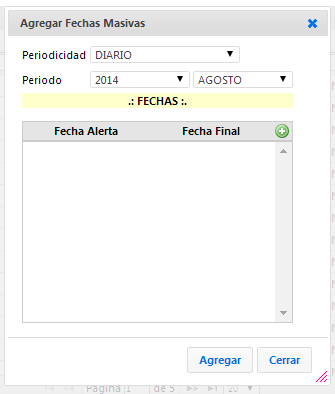 Agregar Fechas Masivas
Periodicidad DIARIO
Periodo 2014 AGOSTO
.: FECHAS :.
Fecha Alerta Fecha Final
Agregar Cerrar
Página 1 de 5 20